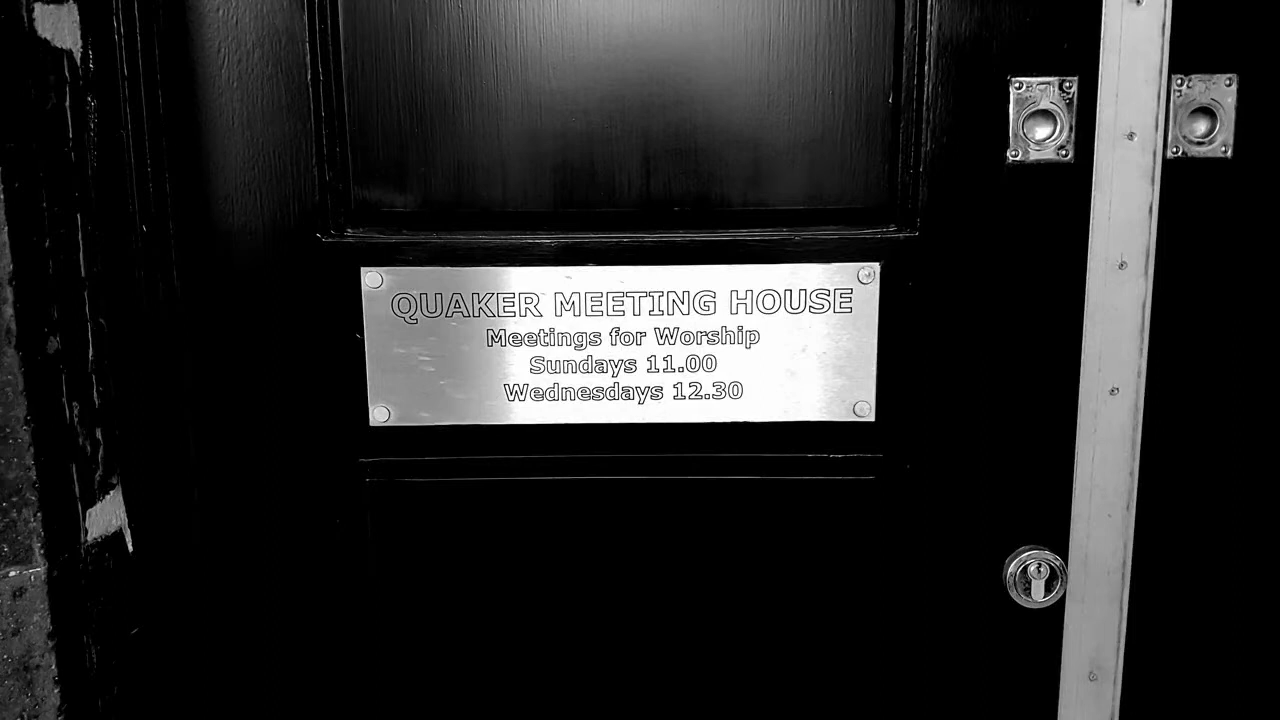 QUAKER MEETING HOUSE
Meetings for Worship
Sundays 11.00
Wednesdays 12.30